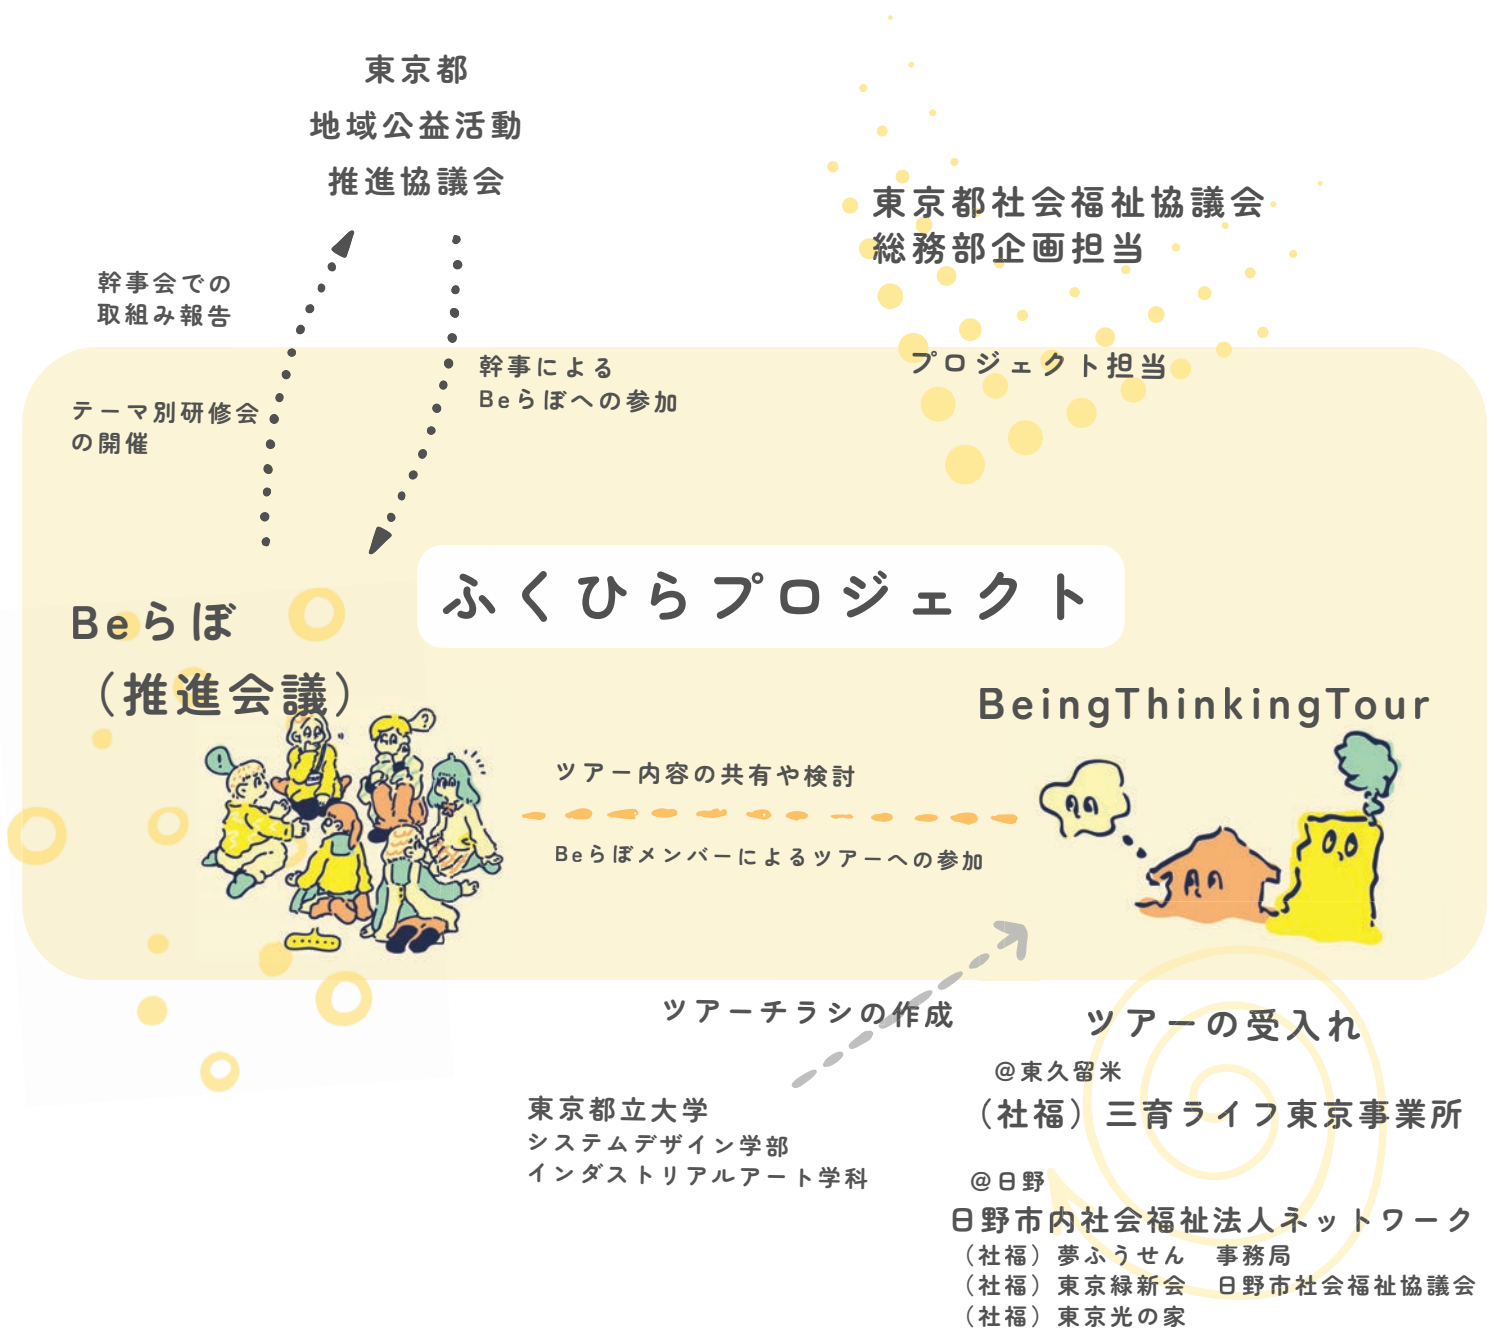 東京都
地域公益活動
推進協議会
東京都社会福祉協議会
総務部企画担当
幹事会での
取組み報告
プロジェクト担当
幹事による
Beらぼへの参加
テーマ別研修会
の開催
ふくひらプロジェクト
Beらぼ
（推進会議）
BeingThinkingTour
?
!
ツアー内容の共有や検討
Beらぼメンバーによるツアーへの参加
ツアーチラシの作成
ツアーの受入れ
@東久留米
（社福）三育ライフ東京事業所
東京都立大学
システムデザイン学部
インダストリアルアート学科
@日野
日野市内社会福祉法人ネットワーク
（社福）夢ふうせん　事務局
（社福）東京緑新会　日野市社会福祉協議会
（社福）東京光の家